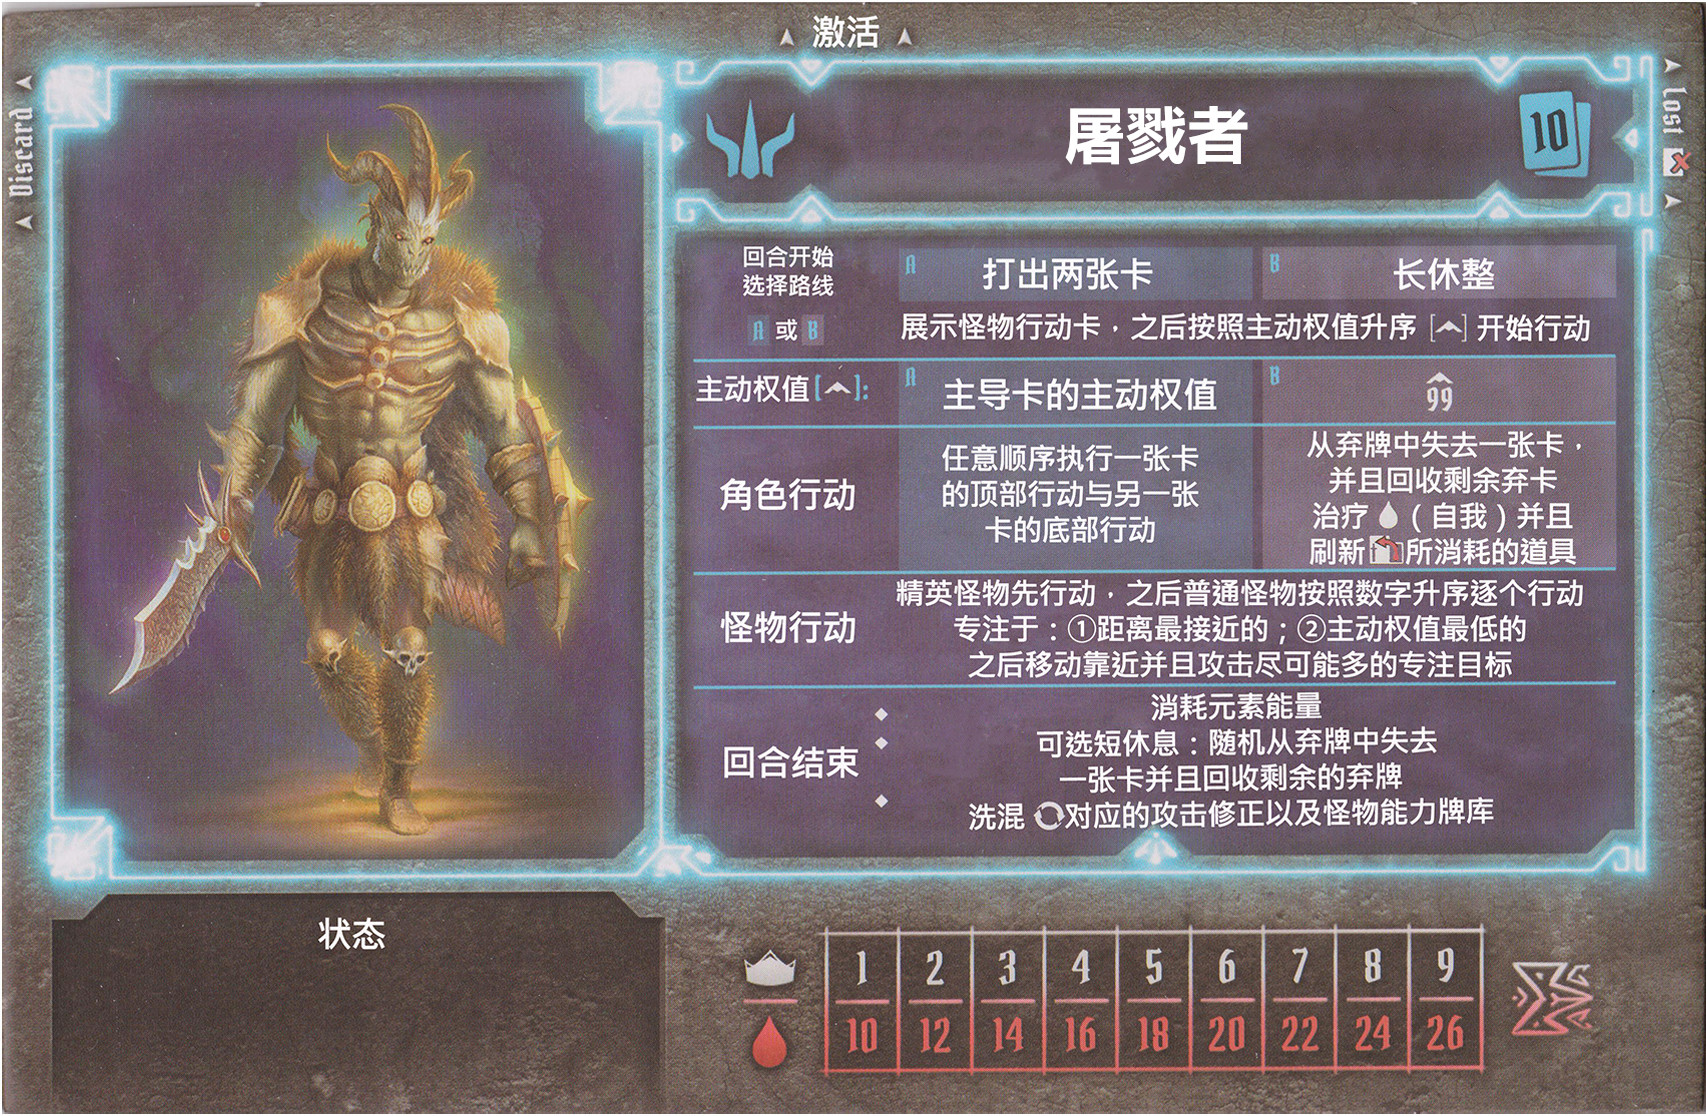 激活
Discard
Lost
屠戮者
10
回合开始
选择路线
A 或 B
A 打出两张卡
B 长休整
展示怪物行动卡，之后按照主动权值升序 [ ] 开始行动
主动权值[ ]:
A 主导卡的主动权值
B 99
角色行动
任意顺序执行一张卡
的顶部行动与另一张
卡的底部行动
从弃牌中失去一张卡，
并且回收剩余弃卡
治疗 （自我）并且
刷新 所消耗的道具
怪物行动
精英怪物先行动，之后普通怪物按照数字升序逐个行动
专注于：①距离最接近的；②主动权值最低的
之后移动靠近并且攻击尽可能多的专注目标
回合结束
消耗元素能量
可选短休息：随机从弃牌中失去
一张卡并且回收剩余的弃牌
洗混 对应的攻击修正以及怪物能力牌库
状态
1 2 3 4 5 6 7 8 9
10 12 14 16 18 20 22 24 26